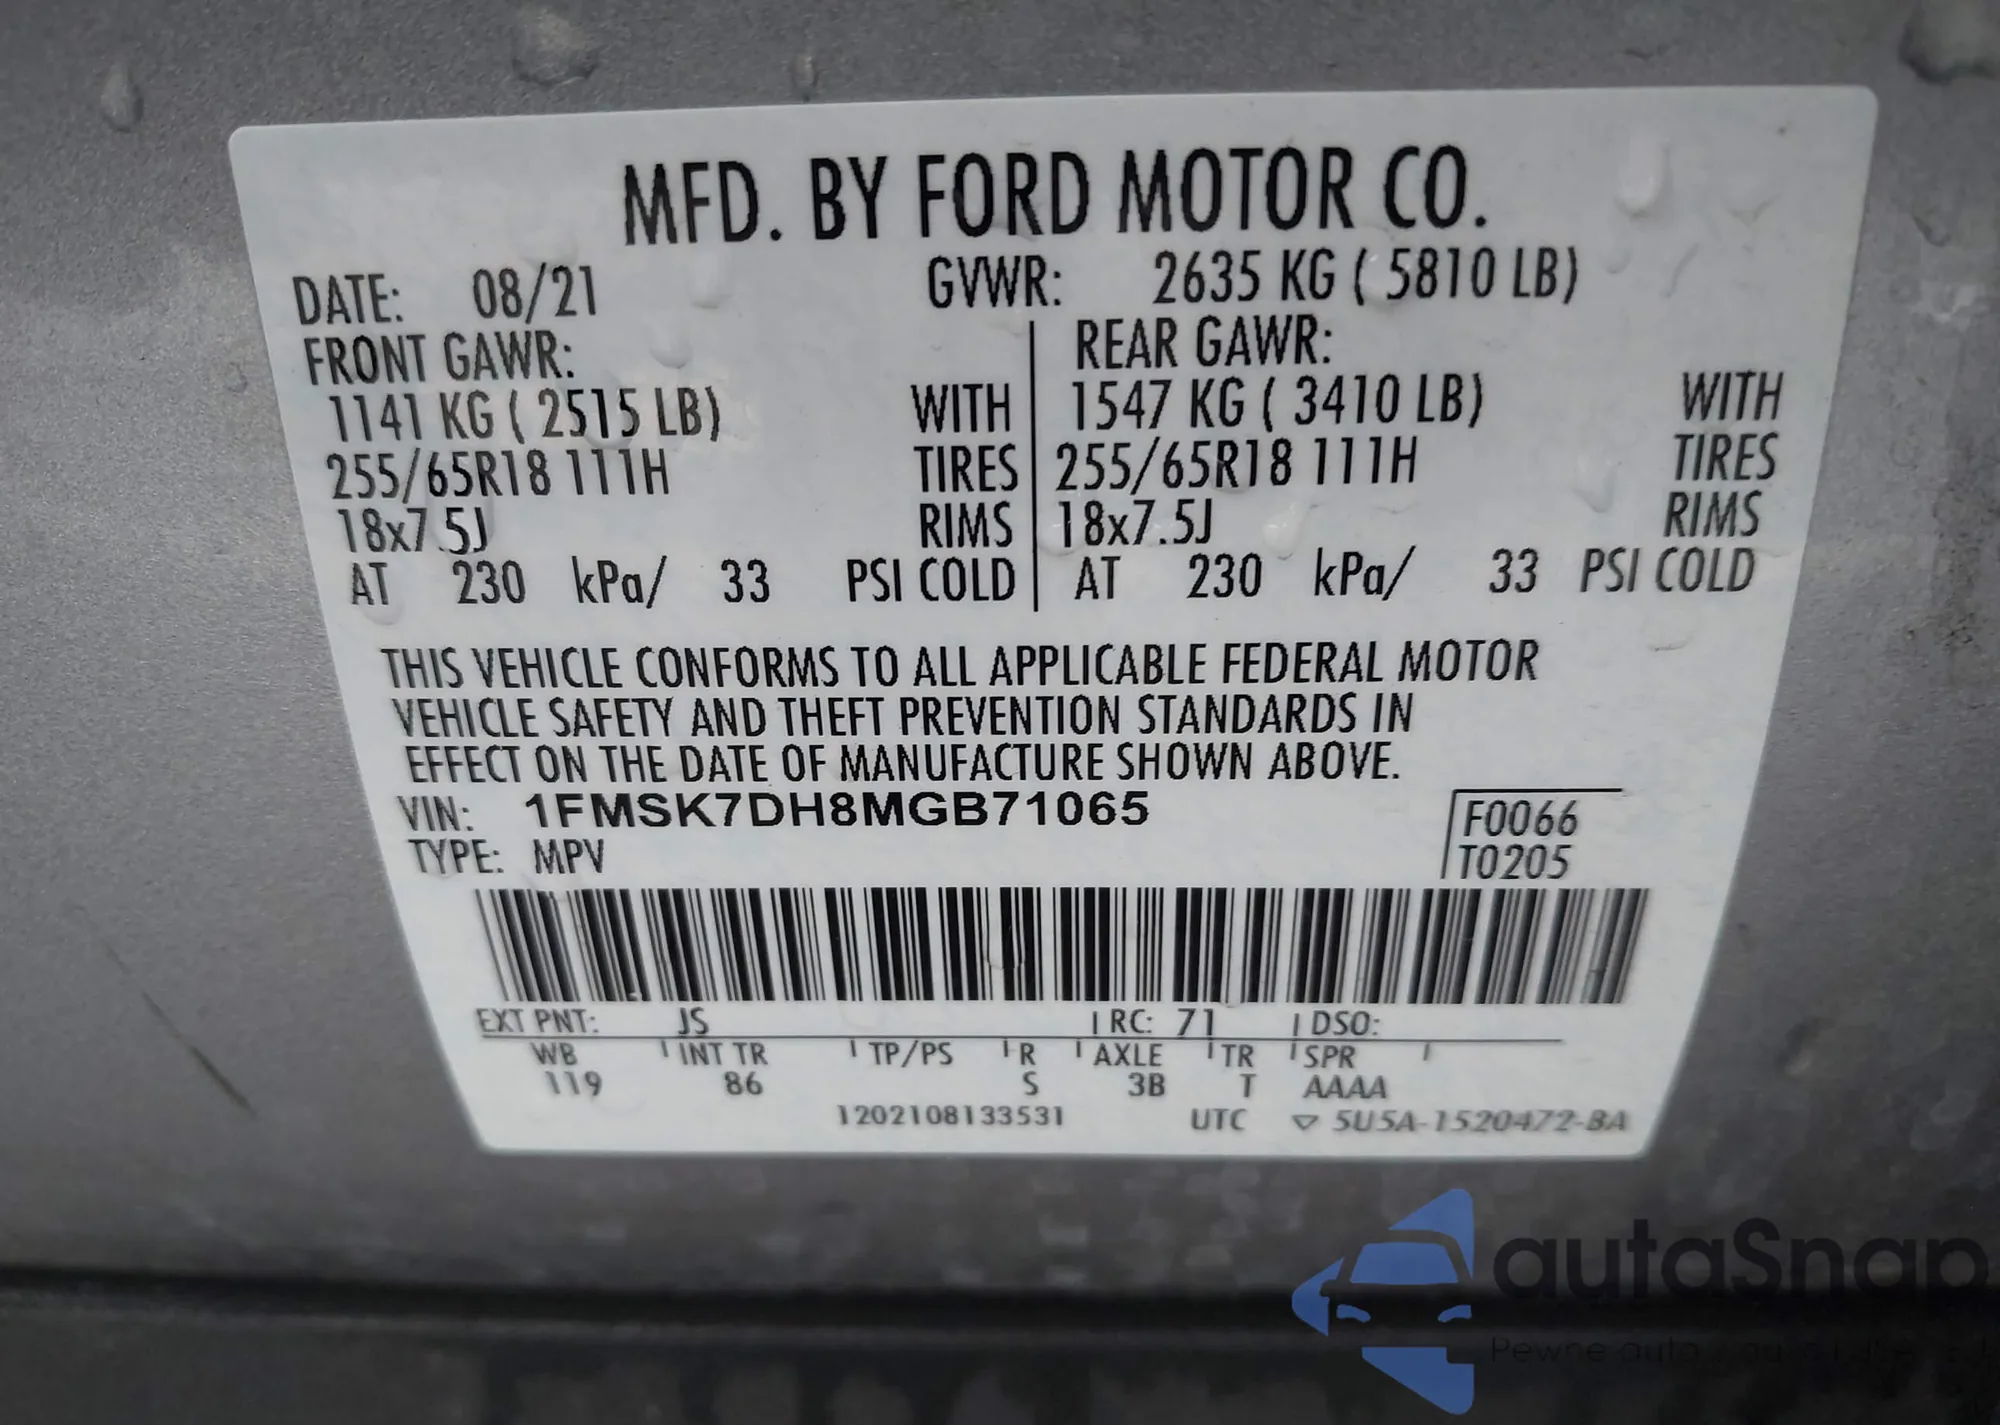 MFD. BY FORD MOTOR CO.
DATE: 08/21 GVWR: 2635 KG ( 5810 LB)
FRONT GAWR: REAR GAWR:
1141 KG ( 2515 LB) WITH 1547 KG ( 3410 LB) WITH
255/65R18 111H TIRES 255/65R18 111H TIRES
18x7.5J RIMS 18x7.5J RIMS
AT 230 kPa/ 33 PSI COLD AT 230 kPa/ 33 PSI COLD
THIS VEHICLE CONFORMS TO ALL APPLICABLE FEDERAL MOTOR
VEHICLE SAFETY AND THEFT PREVENTION STANDARDS IN
EFFECT ON THE DATE OF MANUFACTURE SHOWN ABOVE.
VIN: 1FMSK7DH8MGB71065 F0066
TYPE: MPV T0205
EXT PNT: JS RC: 71 DSO:
WB INT TR TP/PS R AXLE TR SPR
119 86 S 3B T AAAA
1202108133531 UTC ▽ 5U5A-1520472-BA
autaSnap
Pewne auta